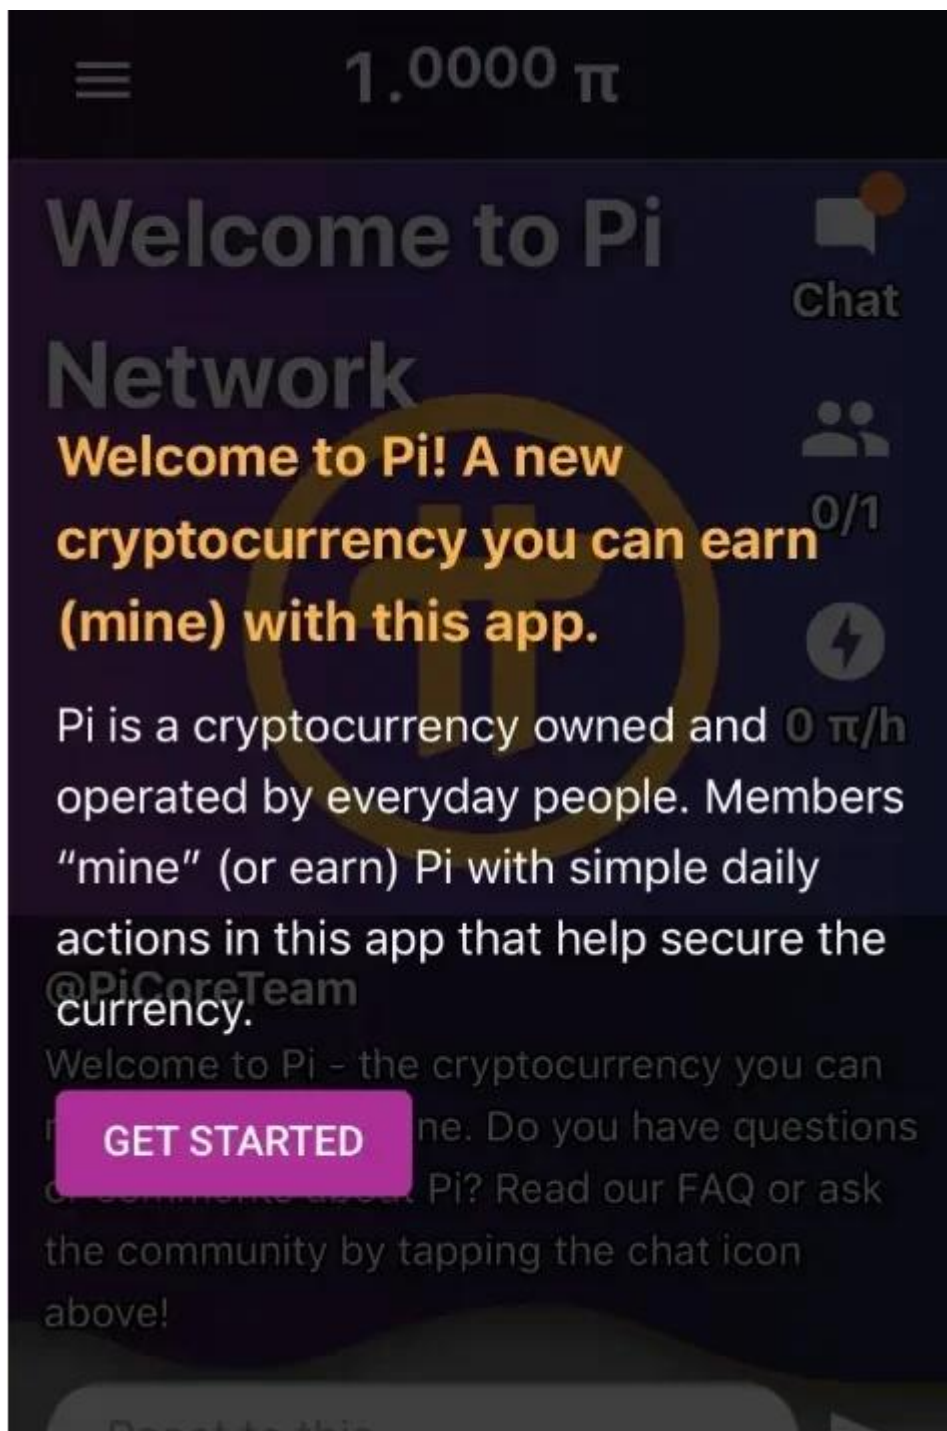 1.0000 π
Welcome to Pi
Chat
Network
Welcome to Pi! A new
0/1
cryptocurrency you can earn
(mine) with this app.
Pi is a cryptocurrency owned and
0 π/h
operated by everyday people. Members
“mine” (or earn) Pi with simple daily
actions in this app that help secure the
@PiCoreTeam
currency.
Welcome to Pi - the cryptocurrency you can
GET STARTED
Do you have questions
Pi? Read our FAQ or ask
the community by tapping the chat icon
above!